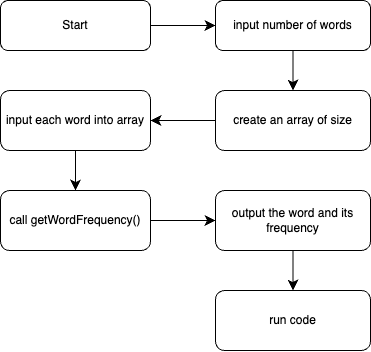 Start
input number of words
create an array of size
input each word into array
call getWordFrequency()
output the word and its
frequency
run code